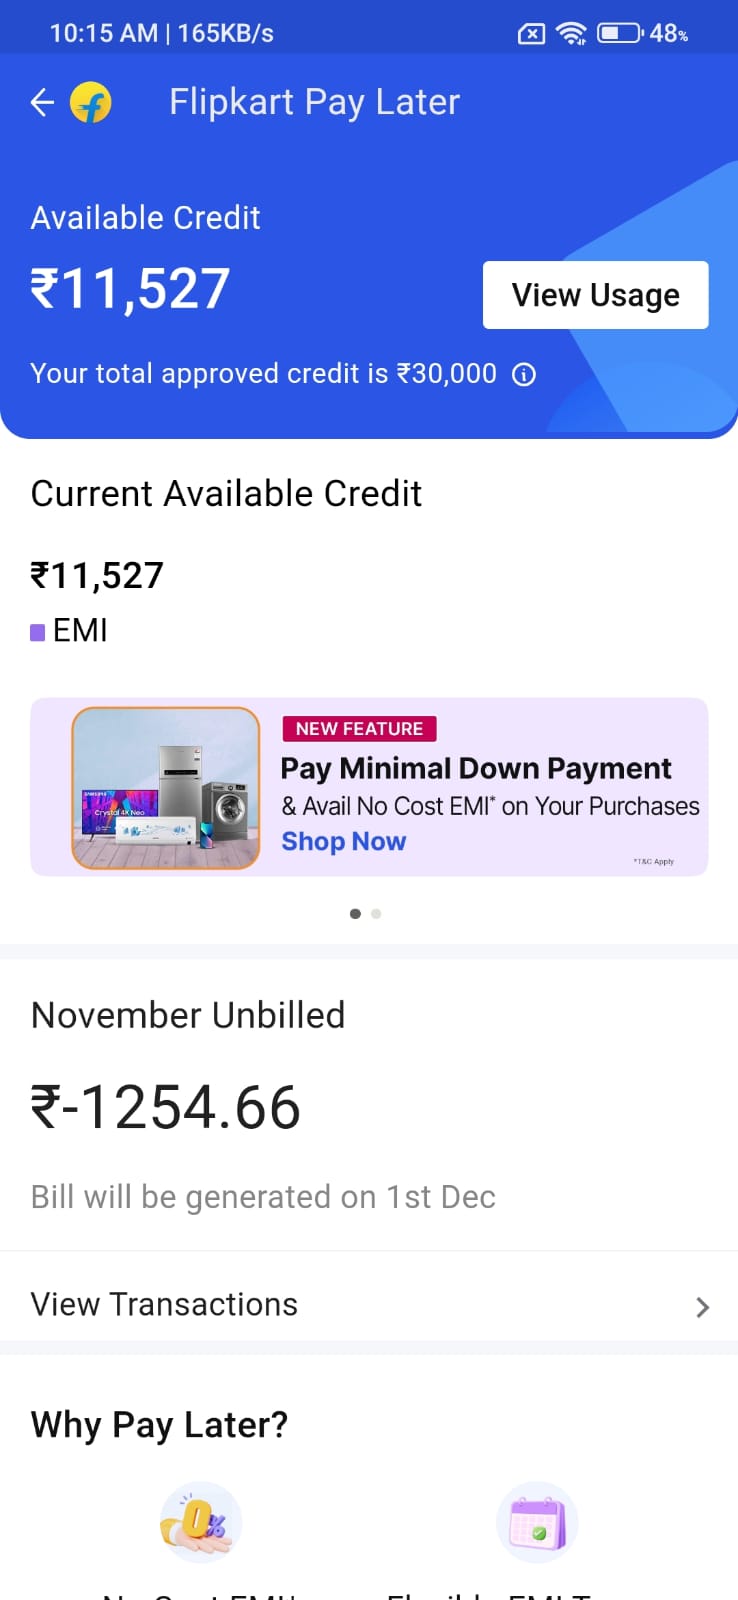 10:15 AM | 165KB/s
48%
Flipkart Pay Later
Available Credit
₹11,527
View Usage
Your total approved credit is ₹30,000
Current Available Credit
₹11,527
EMI
NEW FEATURE
Pay Minimal Down Payment
& Avail No Cost EMI* on Your Purchases
Shop Now
*T&C Apply
SAMSUNG
Crystal 4K Neo
November Unbilled
₹-1254.66
Bill will be generated on 1st Dec
View Transactions
Why Pay Later?
0%